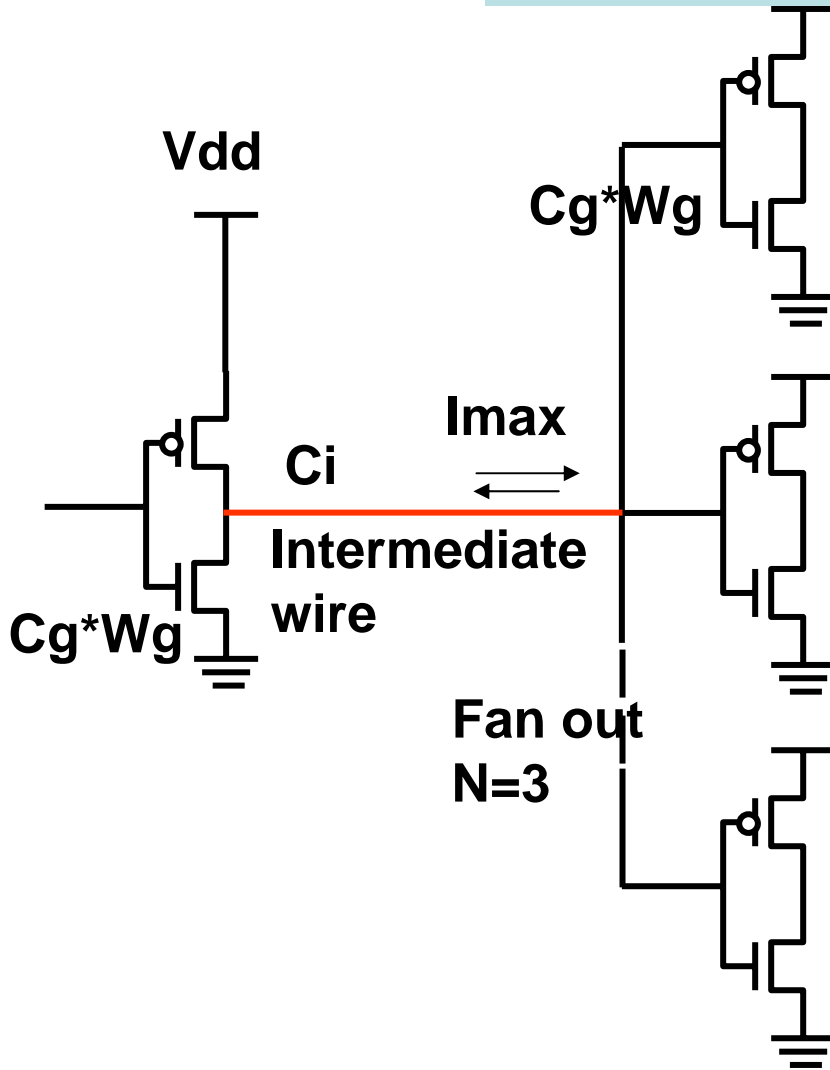 Vdd
Cg*Wg
Imax
Ci
Intermediate
wire
Cg*Wg
Fan out
N=3